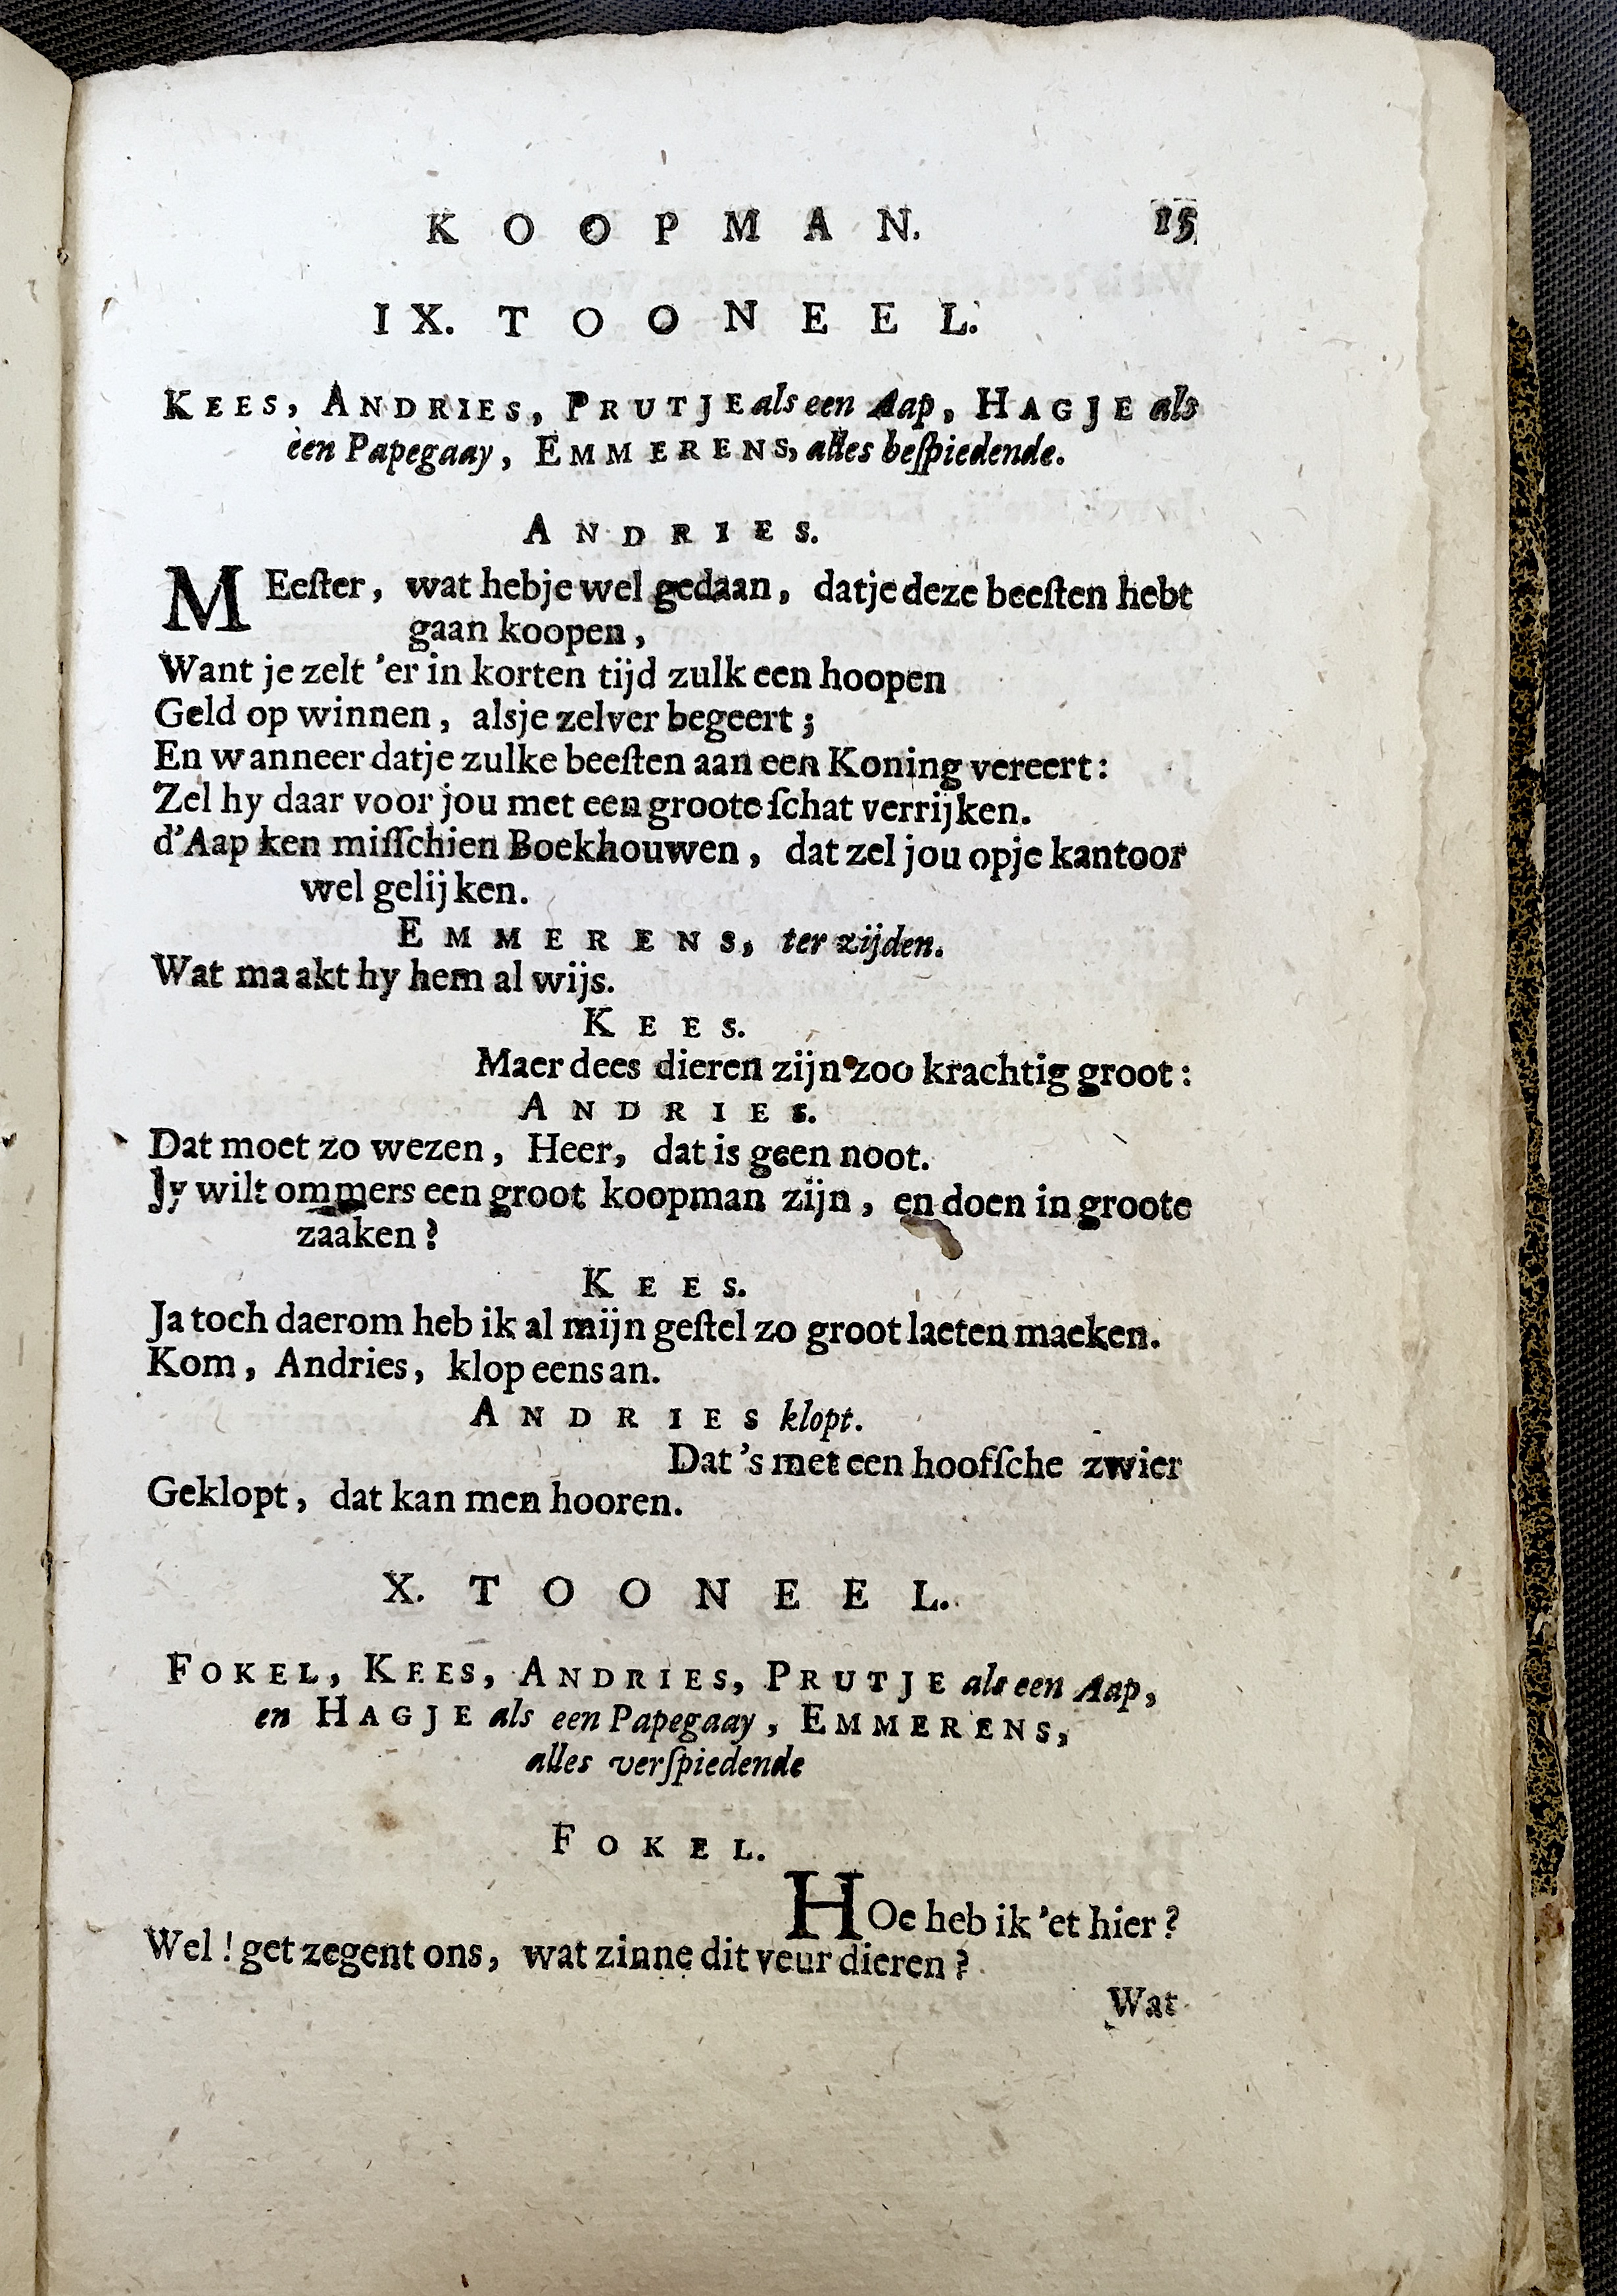 KOOPMAN. 15
IX. TOONEEL.
KEES, ANDRIES, PRUTJE als een Aap, HAGJE als
een Papegaay, EMMERENS, alles beſpiedende.
ANDRIES.
MEeſter, wat hebje wel gedaan, datje deze beeſten hebt
gaan koopen,
Want je zelt 'er in korten tijd zulk een hoopen
Geld op winnen, alsje zelver begeert;
En wanneer datje zulke beeſten aan een Koning vereert:
Zel hy daar voor jou met een groote ſchat verrijken.
d'Aap ken miſſchien Boekhouwen, dat zel jou opje kantoor
wel gelijken.
EMMERENS, ter zijden.
Wat maakt hy hem al wijs.
KEES.
Maer dees dieren zijn zoo krachtig groot:
ANDRIES.
Dat moet zo wezen, Heer, dat is geen noot.
Jy wilt ommers een groot koopman zijn, en doen in groote
zaaken?
KEES.
Ja toch daerom heb ik al mijn geſtel zo groot laeten maeken.
Kom, Andries, klop eens an.
ANDRIES klopt.
Dat 's met een hoofſche zwier
Geklopt, dat kan men hooren.
X. TOONEEL.
FOKEL, KEES, ANDRIES, PRUTJE als een Aap,
en HAGJE als een Papegaay, EMMERENS,
alles verſpiedende
FOKEL.
HOe heb ik 'et hier?
Wel! get zegent ons, wat zinne dit veur dieren?
Wat